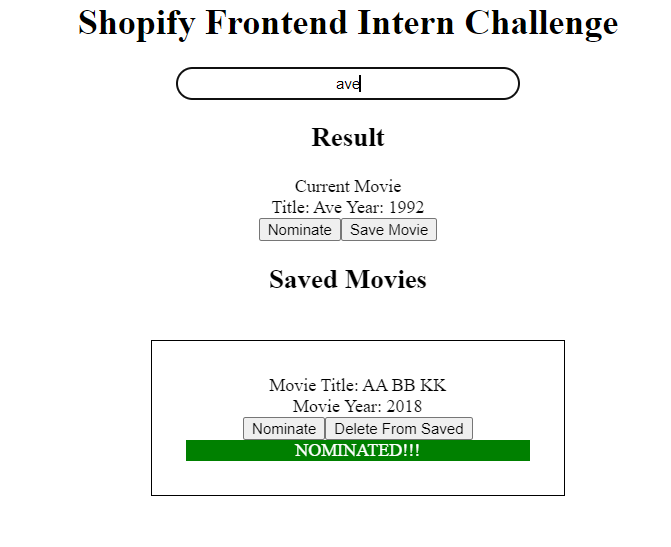 Shopify Frontend Intern Challenge
ave
Result
Current Movie
Title: Ave Year: 1992
Nominate Save Movie
Saved Movies
Movie Title: AA BB KK
Movie Year: 2018
Nominate Delete From Saved
NOMINATED!!!